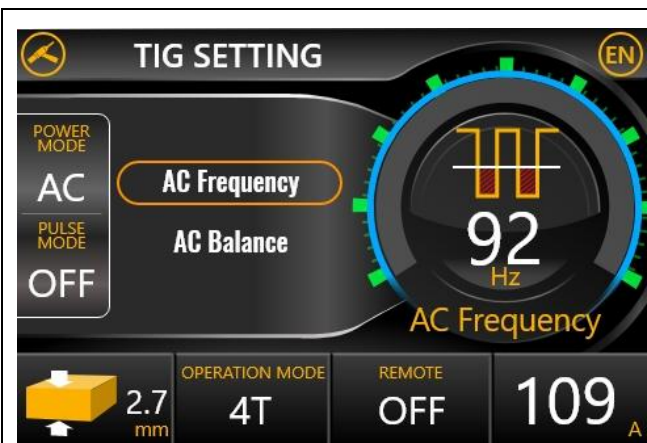 TIG SETTING
EN
POWER
MODE
AC
PULSE
MODE
OFF
AC Frequency
AC Balance
92
Hz
AC Frequency
2.7
mm
OPERATION MODE
4T
REMOTE
OFF
109
A